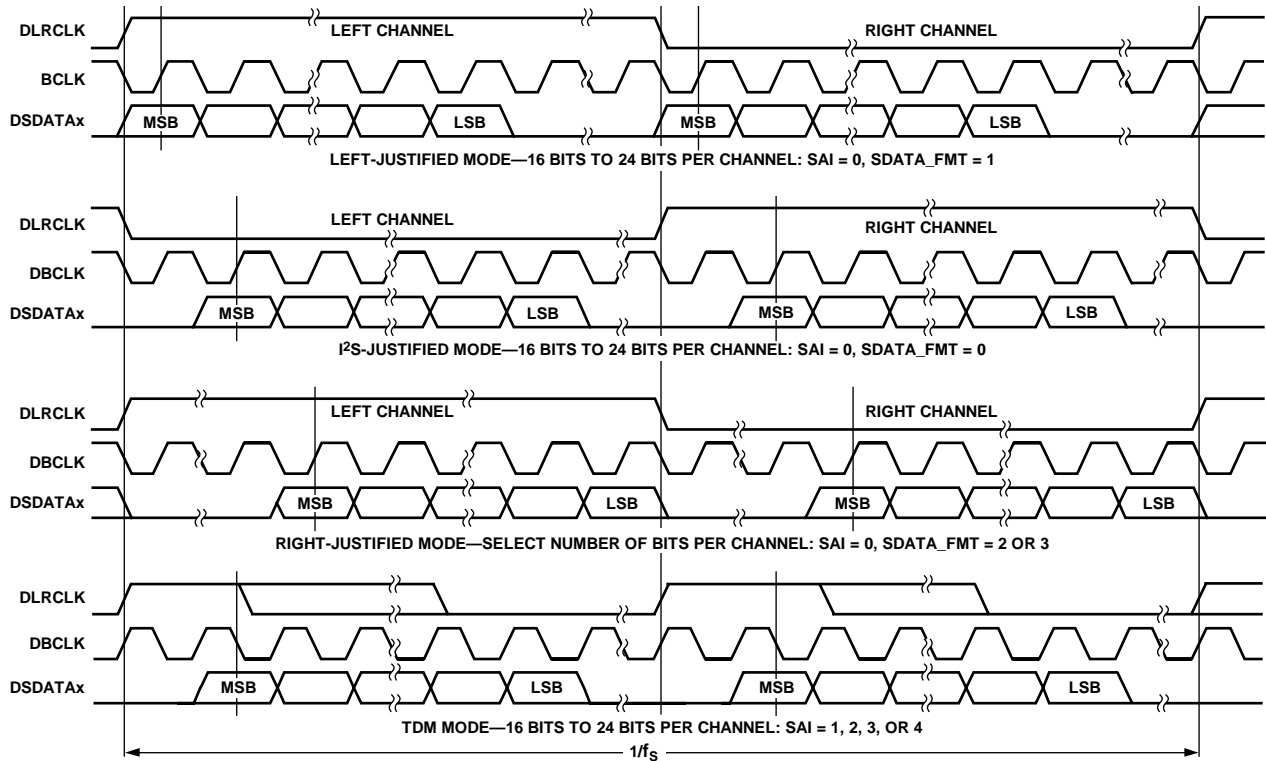 DLRCLK
LEFT CHANNEL
RIGHT CHANNEL
BCLK
DSDATAx
MSB
LSB
MSB
LSB
LEFT-JUSTIFIED MODE—16 BITS TO 24 BITS PER CHANNEL: SAI = 0, SDATA_FMT = 1
DLRCLK
LEFT CHANNEL
RIGHT CHANNEL
DBCLK
DSDATAx
MSB
LSB
MSB
LSB
I²S-JUSTIFIED MODE—16 BITS TO 24 BITS PER CHANNEL: SAI = 0, SDATA_FMT = 0
DLRCLK
LEFT CHANNEL
RIGHT CHANNEL
DBCLK
DSDATAx
MSB
LSB
MSB
LSB
RIGHT-JUSTIFIED MODE—SELECT NUMBER OF BITS PER CHANNEL: SAI = 0, SDATA_FMT = 2 OR 3
DLRCLK
DBCLK
DSDATAx
MSB
LSB
MSB
LSB
TDM MODE—16 BITS TO 24 BITS PER CHANNEL: SAI = 1, 2, 3, OR 4
1/fS